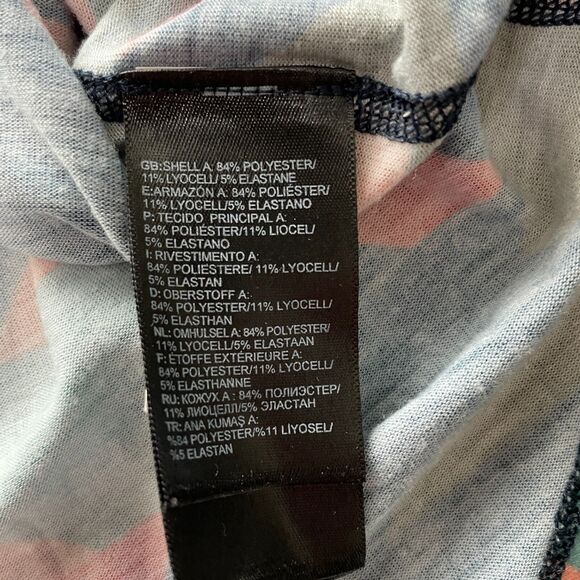 GB:SHELL A: 84% POLYESTER/
11% LYOCELL/ 5% ELASTANE
E:ARMAZÓN A: 84% POLIÉSTER/
11% LYOCELL/5% ELASTANO
P: TECIDO PRINCIPAL A:
84% POLIÉSTER/11% LIOCEL/
5% ELASTANO
I: RIVESTIMENTO A:
84% POLIESTERE/ 11% LYOCELL/
5% ELASTAN
D: OBERSTOFF A:
84% POLYESTER/11% LYOCELL/
5% ELASTHAN
NL: OMHULSEL A: 84% POLYESTER/
11% LYOCELL/5% ELASTAAN
F: ÉTOFFE EXTÉRIEURE A:
84% POLYESTER/11% LYOCELL/
5% ELASTHANNE
RU: КОЖУХ A : 84% ПОЛИЭСТЕР/
11% ЛИОЦЕЛЛ/5% ЭЛАСТАН
TR: ANA KUMAŞ A:
%84 POLYESTER/%11 LİYOSEL/
%5 ELASTAN